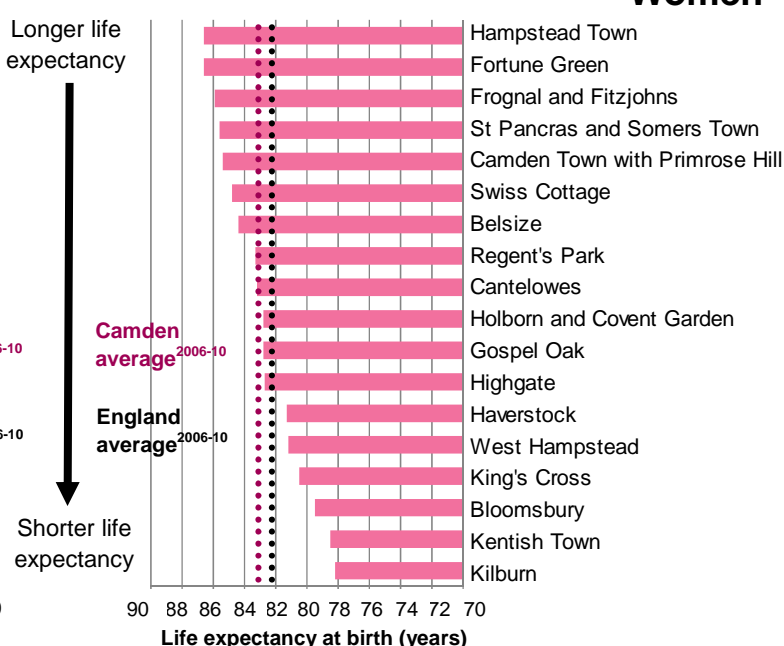 Women
Longer life
expectancy
Hampstead Town
Fortune Green
Frognal and Fitzjohns
St Pancras and Somers Town
Camden Town with Primrose Hill
Swiss Cottage
Belsize
Regent's Park
Cantelowes
Holborn and Covent Garden
Gospel Oak
Highgate
Haverstock
West Hampstead
King's Cross
Bloomsbury
Kentish Town
Kilburn
Camden
average2006-10
England
average2006-10
Shorter life
expectancy
90 88 86 84 82 80 78 76 74 72 70
Life expectancy at birth (years)